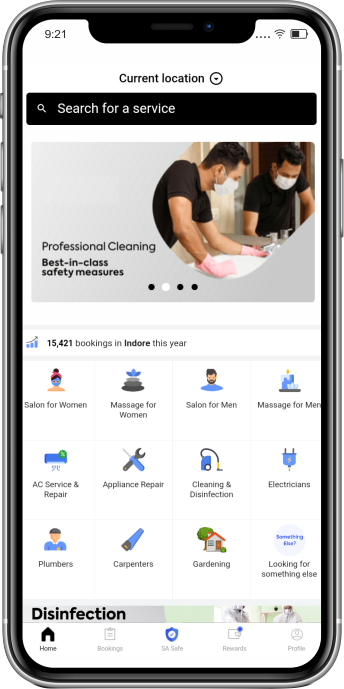 9:21
Current location
Search for a service
Professional Cleaning
Best-in-class
safety measures
15,421 bookings in Indore this year
Salon for Women
Massage for
Women
Salon for Men
Massage for Men
AC Service &
Repair
Appliance Repair
Cleaning &
Disinfection
Electricians
Plumbers
Carpenters
Gardening
Something
Else?
Looking for
something else
Disinfection
Home
Bookings
SA Safe
Rewards
Profile